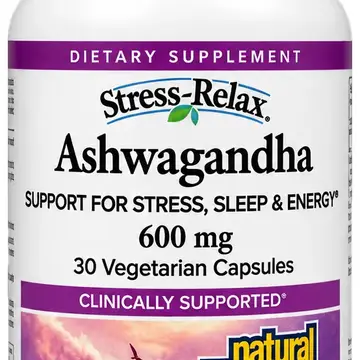 DIETARY SUPPLEMENT
Stress-Relax®
Ashwagandha
SUPPORT FOR STRESS, SLEEP & ENERGY®
600 mg
30 Vegetarian Capsules
CLINICALLY SUPPORTED*
natural